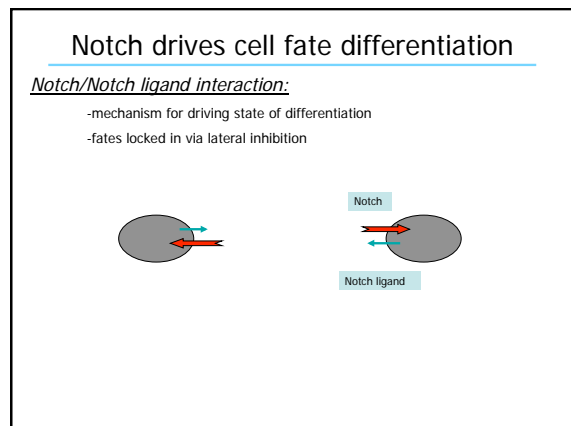 Notch drives cell fate differentiation
Notch/Notch ligand interaction:
-mechanism for driving state of differentiation
-fates locked in via lateral inhibition
Notch
Notch ligand